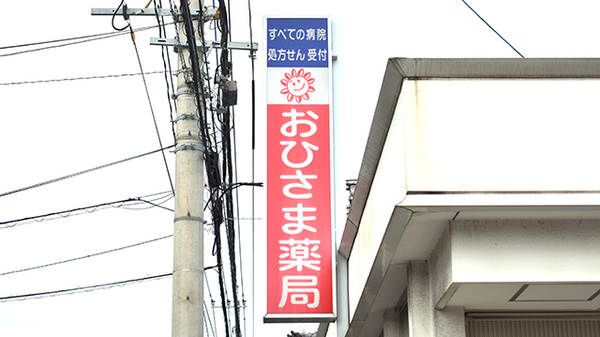 すべての病院
処方せん受付
おひさま薬局